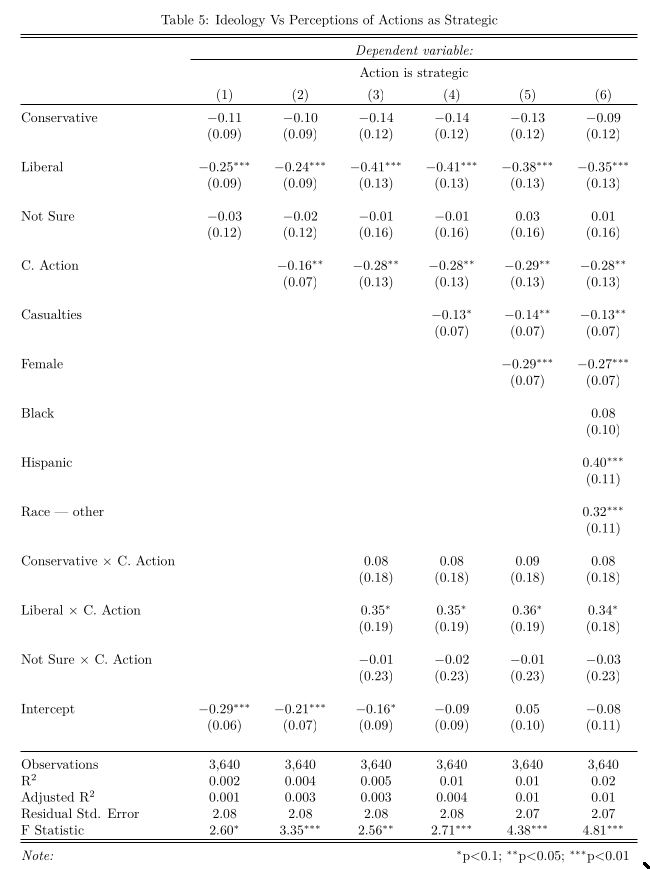 Table 5: Ideology Vs Perceptions of Actions as Strategic
Dependent variable:
Action is strategic
(1) (2) (3) (4) (5) (6)
Conservative −0.11 −0.10 −0.14 −0.14 −0.13 −0.09
(0.09) (0.09) (0.12) (0.12) (0.12) (0.12)
Liberal −0.25*** −0.24*** −0.41*** −0.41*** −0.38*** −0.35***
(0.09) (0.09) (0.13) (0.13) (0.13) (0.13)
Not Sure −0.03 −0.02 −0.01 −0.01 0.03 0.01
(0.12) (0.12) (0.16) (0.16) (0.16) (0.16)
C. Action −0.16** −0.28** −0.28** −0.29** −0.28**
(0.07) (0.13) (0.13) (0.13) (0.13)
Casualties −0.13* −0.14** −0.13**
(0.07) (0.07) (0.07)
Female −0.29*** −0.27***
(0.07) (0.07)
Black 0.08
(0.10)
Hispanic 0.40***
(0.11)
Race — other 0.32***
(0.11)
Conservative × C. Action 0.08 0.08 0.09 0.08
(0.18) (0.18) (0.18) (0.18)
Liberal × C. Action 0.35* 0.35* 0.36* 0.34*
(0.19) (0.19) (0.19) (0.18)
Not Sure × C. Action −0.01 −0.02 −0.01 −0.03
(0.23) (0.23) (0.23) (0.23)
Intercept −0.29*** −0.21*** −0.16* −0.09 0.05 −0.08
(0.06) (0.07) (0.09) (0.09) (0.10) (0.11)
Observations 3,640 3,640 3,640 3,640 3,640 3,640
R² 0.002 0.004 0.005 0.01 0.01 0.02
Adjusted R² 0.001 0.003 0.003 0.004 0.01 0.01
Residual Std. Error 2.08 2.08 2.08 2.08 2.07 2.07
F Statistic 2.60* 3.35*** 2.56** 2.71*** 4.38*** 4.81***
Note: *p<0.1; **p<0.05; ***p<0.01